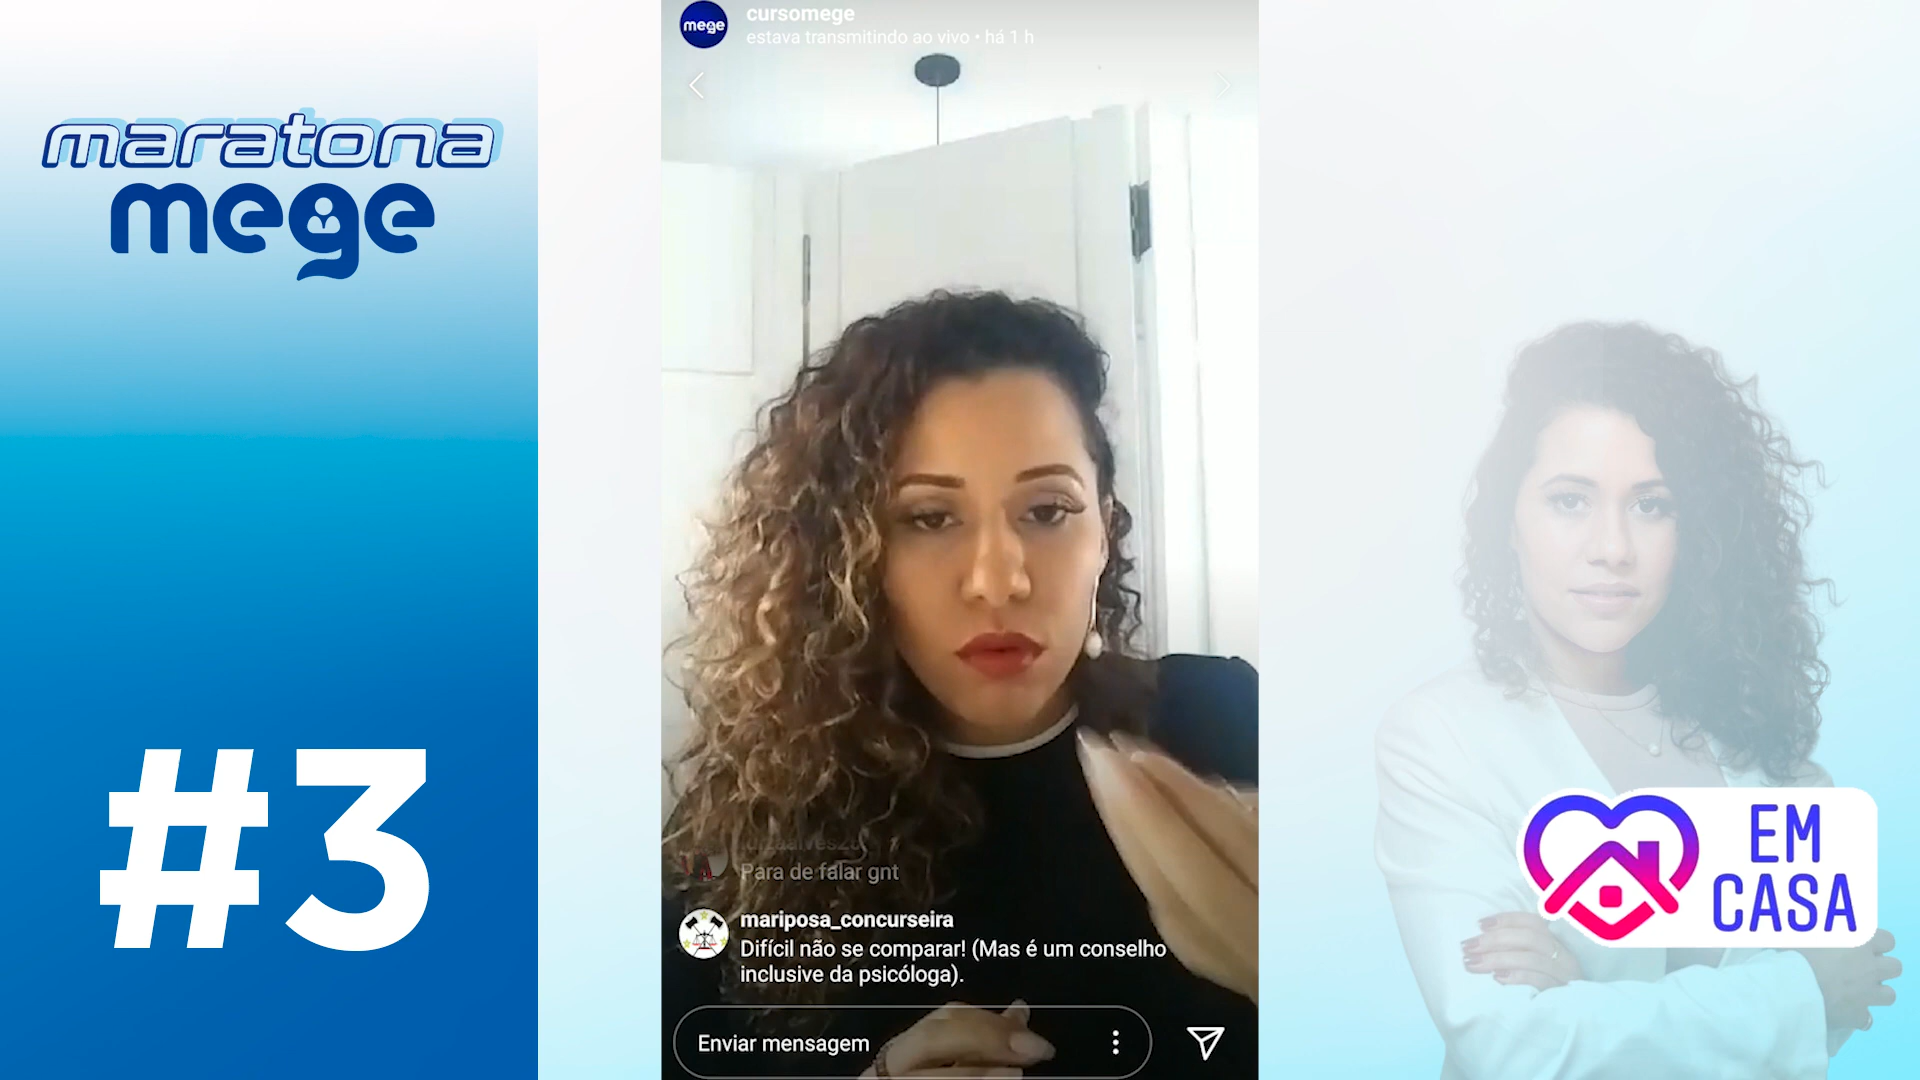 maratona
mege
#3
mege
cursomege
estava transmitindo ao vivo • há 1 h
Para de falar gnt
mariposa_concurseira
Difícil não se comparar! (Mas é um conselho
inclusive da psicóloga).
Enviar mensagem
EM
CASA